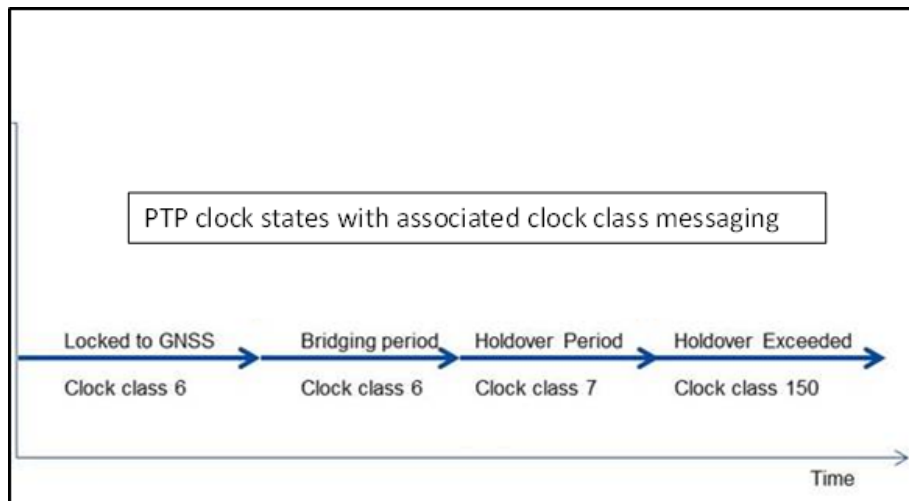 PTP clock states with associated clock class messaging
Locked to GNSS
Bridging period
Holdover Period
Holdover Exceeded
Clock class 6
Clock class 6
Clock class 7
Clock class 150
Time